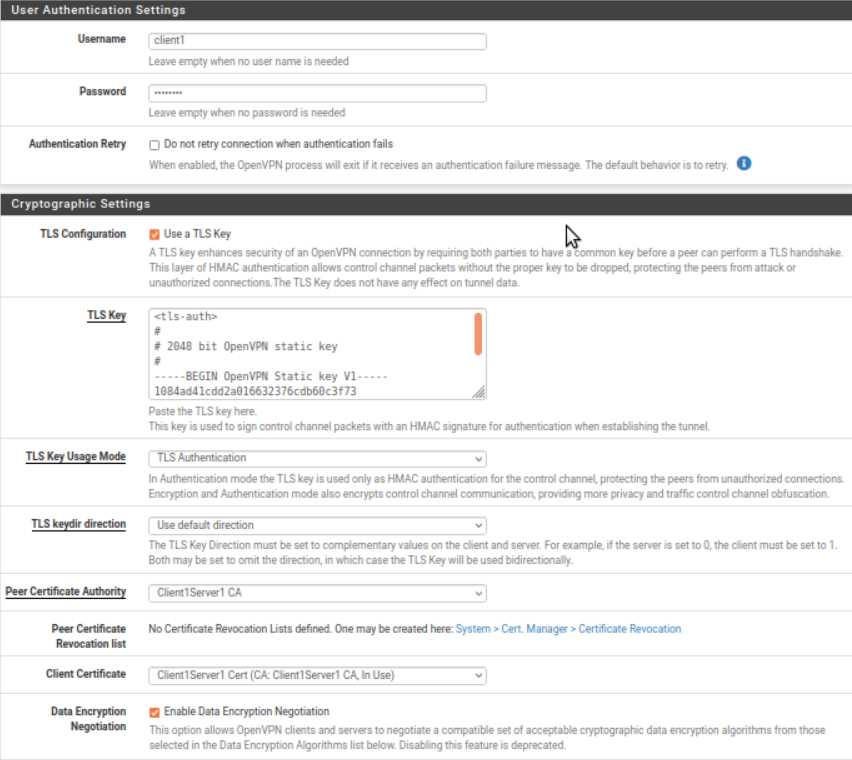 User Authentication Settings
Username
client1
Leave empty when no user name is needed
Password
········
Leave empty when no password is needed
Authentication Retry
Do not retry connection when authentication fails
When enabled, the OpenVPN process will exit if it receives an authentication failure message. The default behavior is to retry.
Cryptographic Settings
TLS Configuration
Use a TLS Key
A TLS key enhances security of an OpenVPN connection by requiring both parties to have a common key before a peer can perform a TLS handshake.
This layer of HMAC authentication allows control channel packets without the proper key to be dropped, protecting the peers from attack or
unauthorized connections.The TLS Key does not have any effect on tunnel data.
TLS Key
<tls-auth>
#
# 2048 bit OpenVPN static key
#
-----BEGIN OpenVPN Static key V1-----
1084ad41cdd2a016632376cdb60c3f73
Paste the TLS key here.
This key is used to sign control channel packets with an HMAC signature for authentication when establishing the tunnel.
TLS Key Usage Mode
TLS Authentication
In Authentication mode the TLS key is used only as HMAC authentication for the control channel, protecting the peers from unauthorized connections.
Encryption and Authentication mode also encrypts control channel communication, providing more privacy and traffic control channel obfuscation.
TLS keydir direction
Use default direction
The TLS Key Direction must be set to complementary values on the client and server. For example, if the server is set to 0, the client must be set to 1.
Both may be set to omit the direction, in which case the TLS Key will be used bidirectionally.
Peer Certificate Authority
Client1Server1 CA
Peer Certificate
Revocation list
No Certificate Revocation Lists defined. One may be created here: System > Cert. Manager > Certificate Revocation
Client Certificate
Client1Server1 Cert (CA: Client1Server1 CA, In Use)
Data Encryption
Negotiation
Enable Data Encryption Negotiation
This option allows OpenVPN clients and servers to negotiate a compatible set of acceptable cryptographic data encryption algorithms from those
selected in the Data Encryption Algorithms list below. Disabling this feature is deprecated.